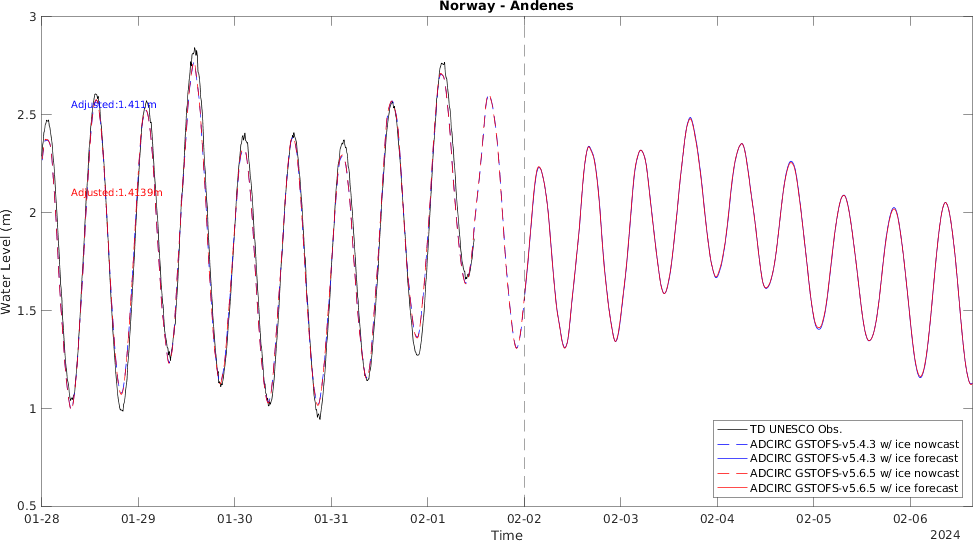 Norway - Andenes
3
2.5
2
1.5
1
0.5
Water Level (m)
Adjusted:1.411m
Adjusted:1.4139m
TD UNESCO Obs.
ADCIRC GSTOFS-v5.4.3 w/ ice nowcast
ADCIRC GSTOFS-v5.4.3 w/ ice forecast
ADCIRC GSTOFS-v5.6.5 w/ ice nowcast
ADCIRC GSTOFS-v5.6.5 w/ ice forecast
01-28 01-29 01-30 01-31 02-01 02-02 02-03 02-04 02-05 02-06
Time
2024